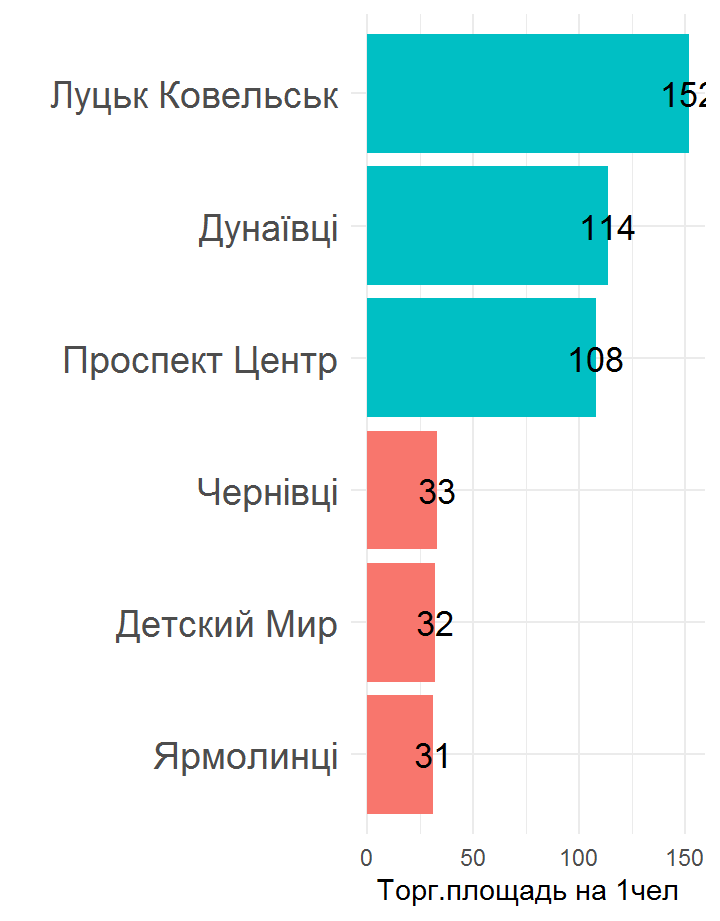 Луцьк Ковельськ
152
Дунаївці
114
Проспект Центр
108
Чернівці
33
Детский Мир
32
Ярмолинці
31
0 50 100 150
Торг.площадь на 1чел